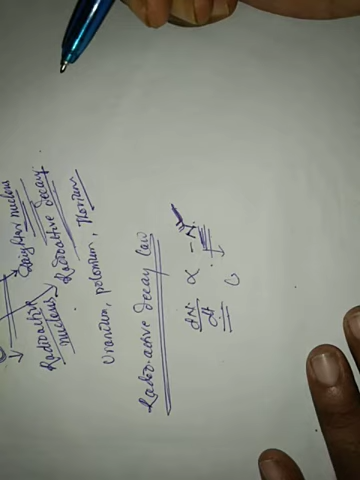 Daughter nucleus
Radioactive
nucleus Radioactive decay.
Uranium, polonium, Thorium
Radio-active decay law
dN/dt ∝ -N